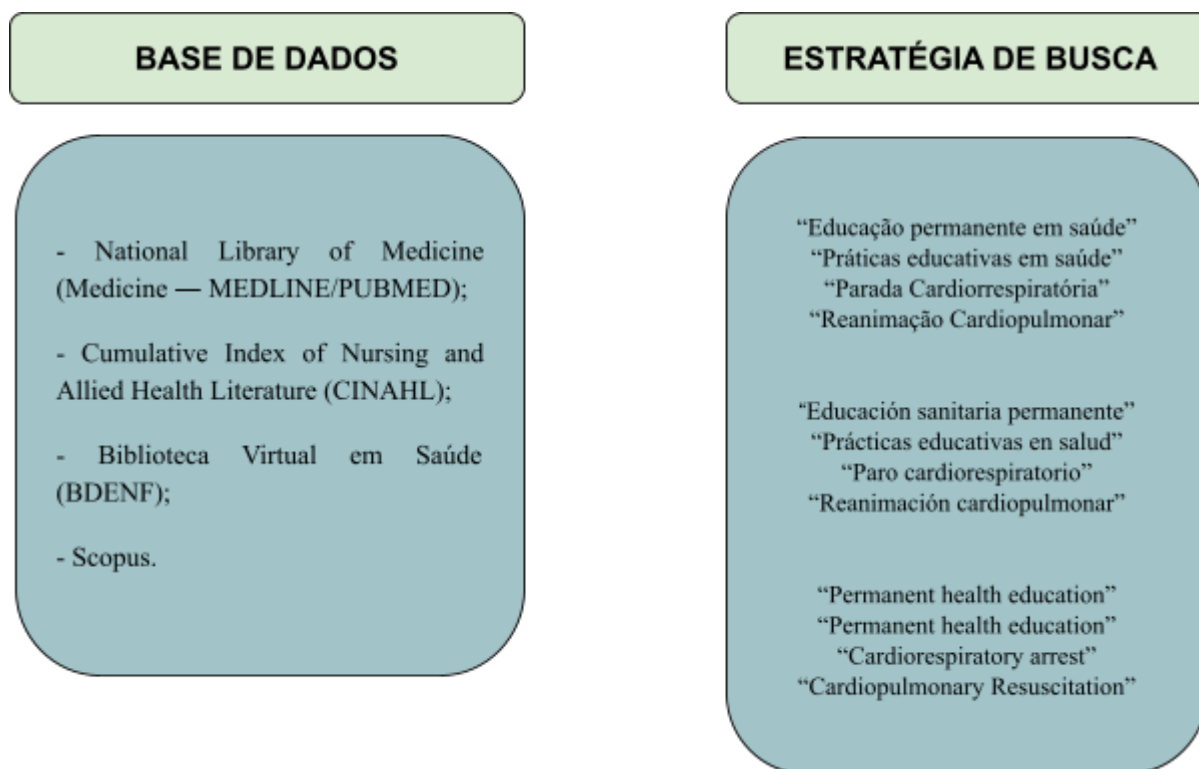 BASE DE DADOS
- National Library of Medicine
(Medicine — MEDLINE/PUBMED);
- Cumulative Index of Nursing and
Allied Health Literature (CINAHL);
- Biblioteca Virtual em Saúde
(BDENF);
- Scopus.
ESTRATÉGIA DE BUSCA
“Educação permanente em saúde”
“Práticas educativas em saúde”
“Parada Cardiorrespiratória”
“Reanimação Cardiopulmonar”
“Educación sanitaria permanente”
“Prácticas educativas en salud”
“Paro cardiorespiratorio”
“Reanimación cardiopulmonar”
“Permanent health education”
“Permanent health education”
“Cardiorespiratory arrest”
“Cardiopulmonary Resuscitation”